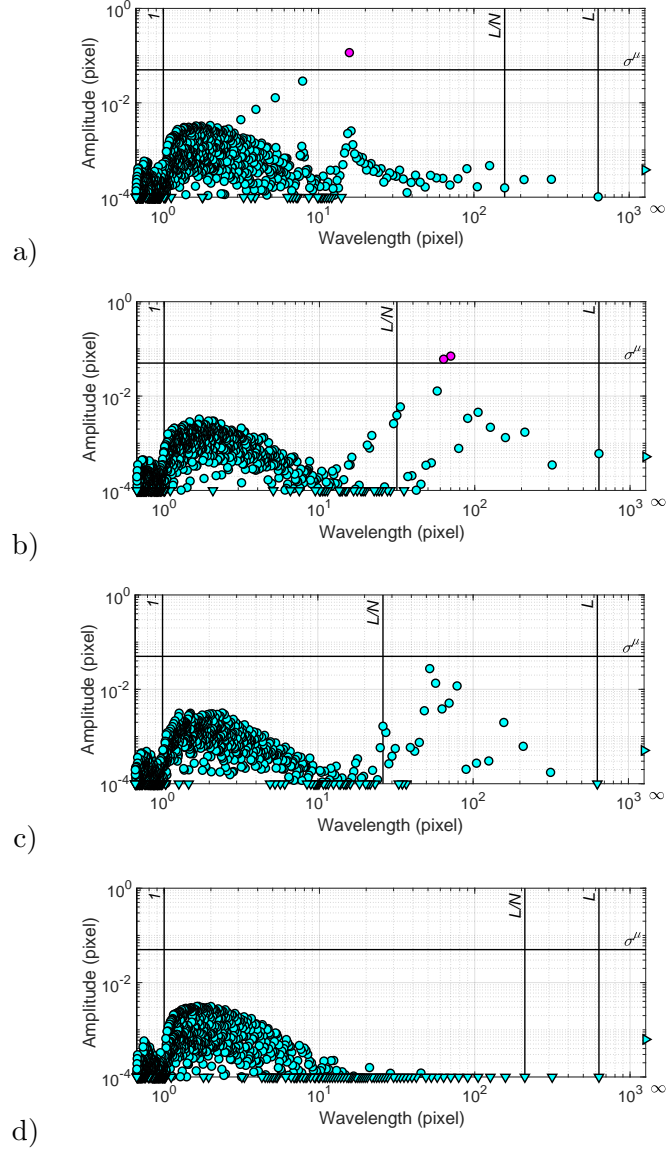 10^0
10^-2
10^-4
Amplitude (pixel)
1
L/N
L
σ^μ
10^0
10^1
10^2
10^3
∞
Wavelength (pixel)
a)
10^0
10^-2
10^-4
Amplitude (pixel)
1
L/N
L
σ^μ
10^0
10^1
10^2
10^3
∞
Wavelength (pixel)
b)
10^0
10^-2
10^-4
Amplitude (pixel)
1
L/N
L
σ^μ
10^0
10^1
10^2
10^3
∞
Wavelength (pixel)
c)
10^0
10^-2
10^-4
Amplitude (pixel)
1
L/N
L
σ^μ
10^0
10^1
10^2
10^3
∞
Wavelength (pixel)
d)